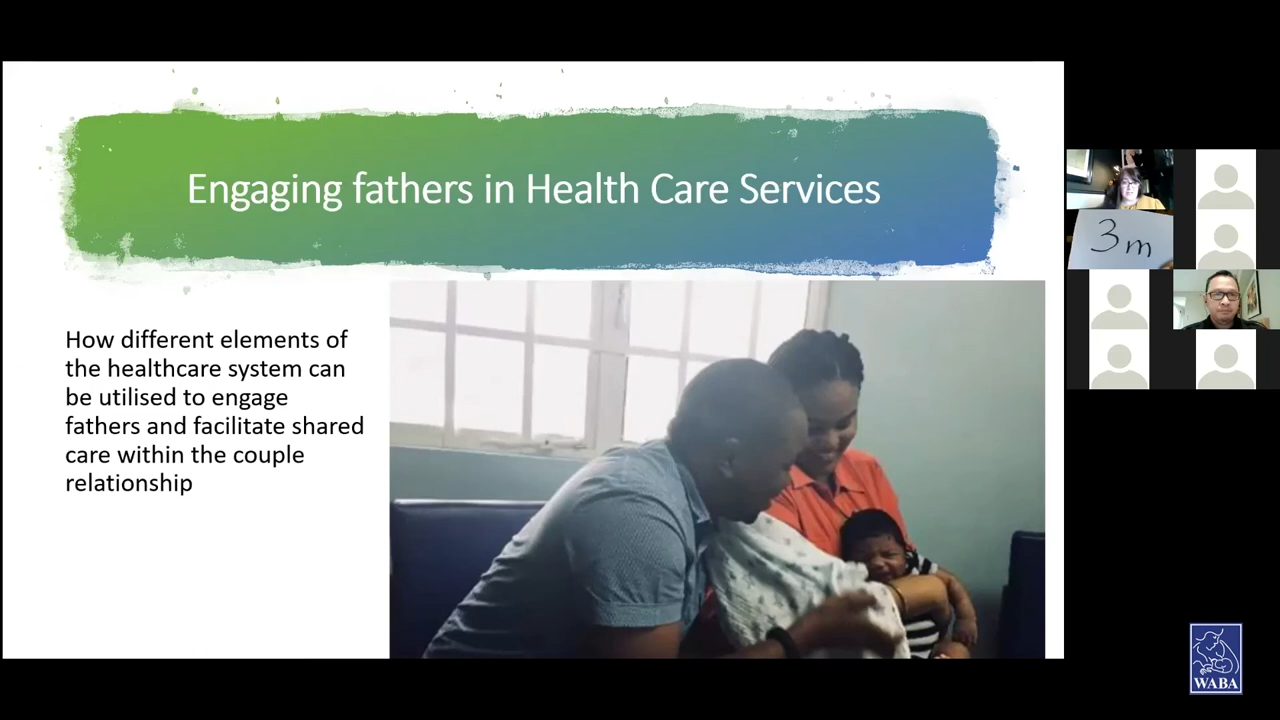 Engaging fathers in Health Care Services
How different elements of
the healthcare system can
be utilised to engage
fathers and facilitate shared
care within the couple
relationship
3m
WABA